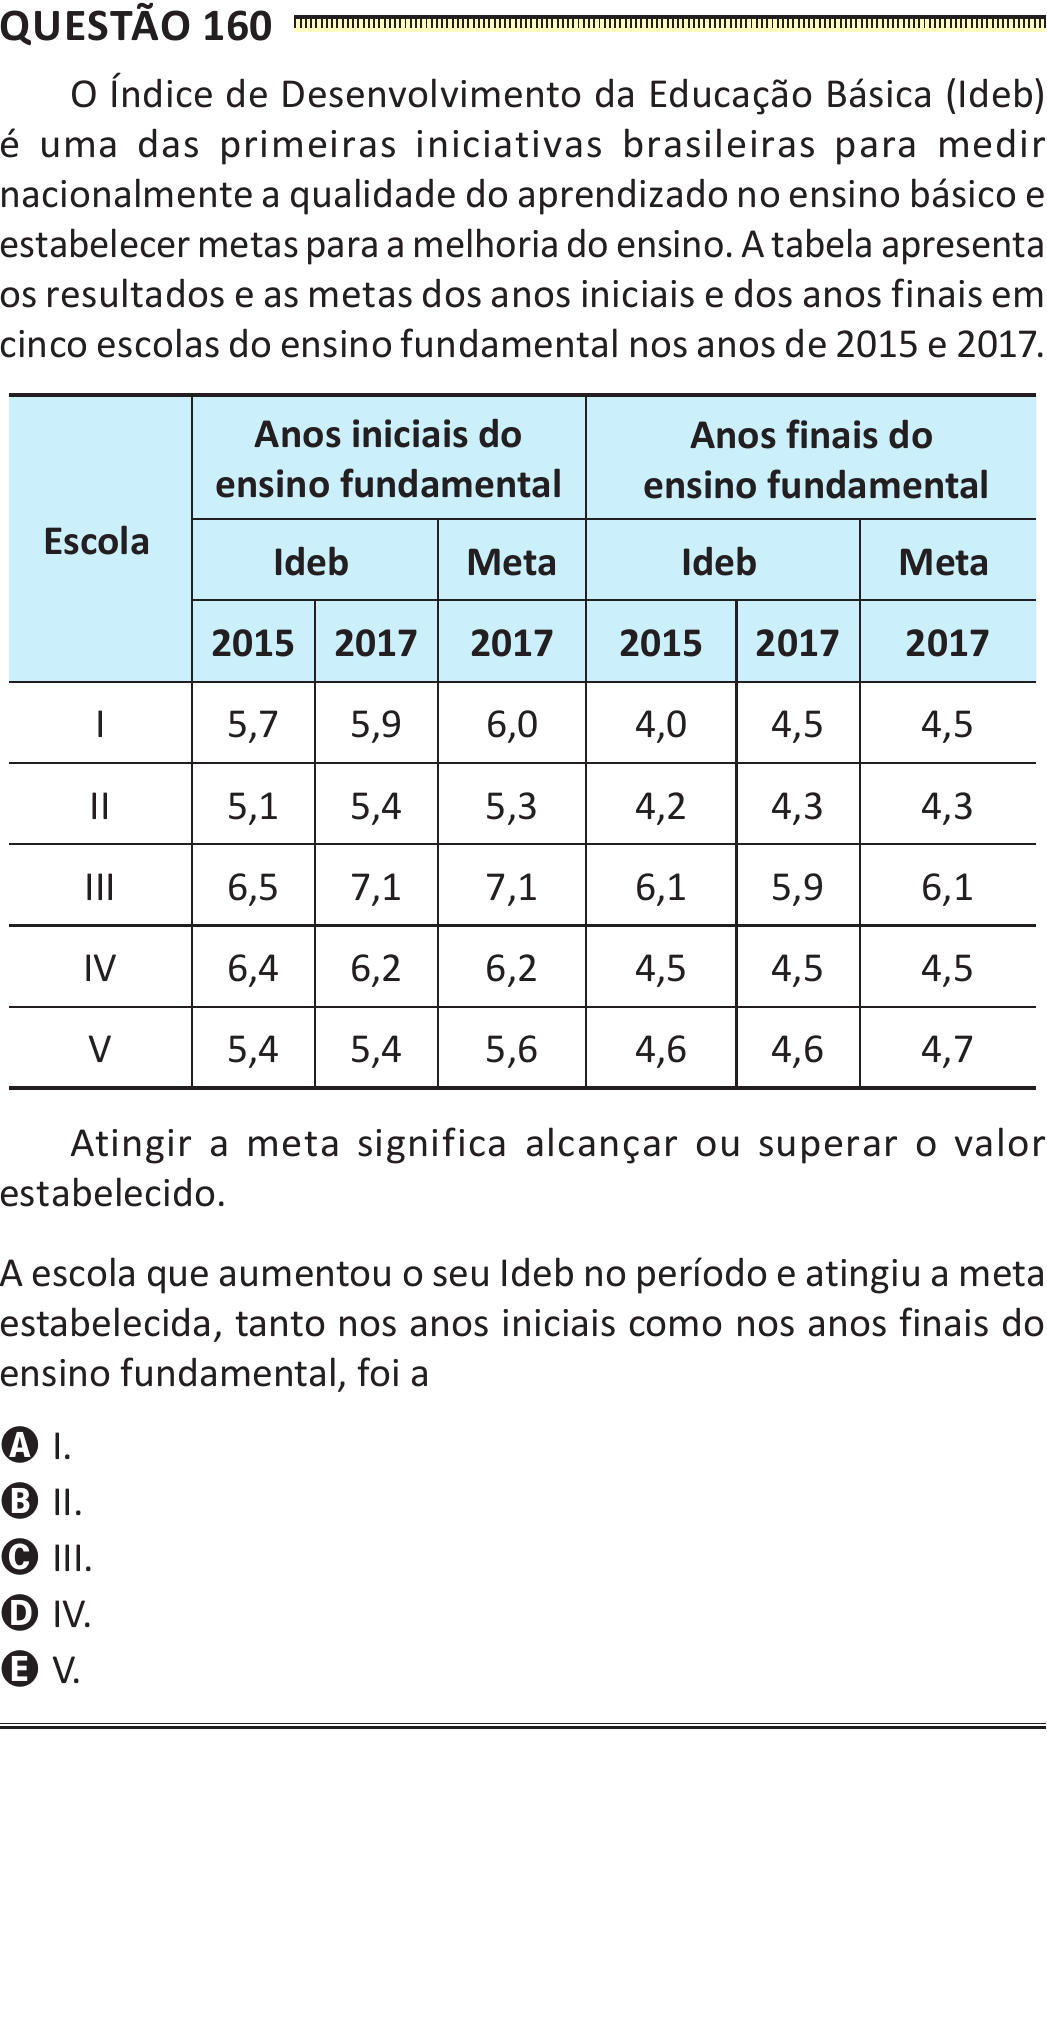 QUESTÃO 160
O Índice de Desenvolvimento da Educação Básica (Ideb)
é uma das primeiras iniciativas brasileiras para medir
nacionalmente a qualidade do aprendizado no ensino básico e
estabelecer metas para a melhoria do ensino. A tabela apresenta
os resultados e as metas dos anos iniciais e dos anos finais em
cinco escolas do ensino fundamental nos anos de 2015 e 2017.
Escola
Anos iniciais do
ensino fundamental
Anos finais do
ensino fundamental
Ideb Meta Ideb Meta
2015 2017 2017 2015 2017 2017
I 5,7 5,9 6,0 4,0 4,5 4,5
II 5,1 5,4 5,3 4,2 4,3 4,3
III 6,5 7,1 7,1 6,1 5,9 6,1
IV 6,4 6,2 6,2 4,5 4,5 4,5
V 5,4 5,4 5,6 4,6 4,6 4,7
Atingir a meta significa alcançar ou superar o valor
estabelecido.
A escola que aumentou o seu Ideb no período e atingiu a meta
estabelecida, tanto nos anos iniciais como nos anos finais do
ensino fundamental, foi a
A I.
B II.
C III.
D IV.
E V.